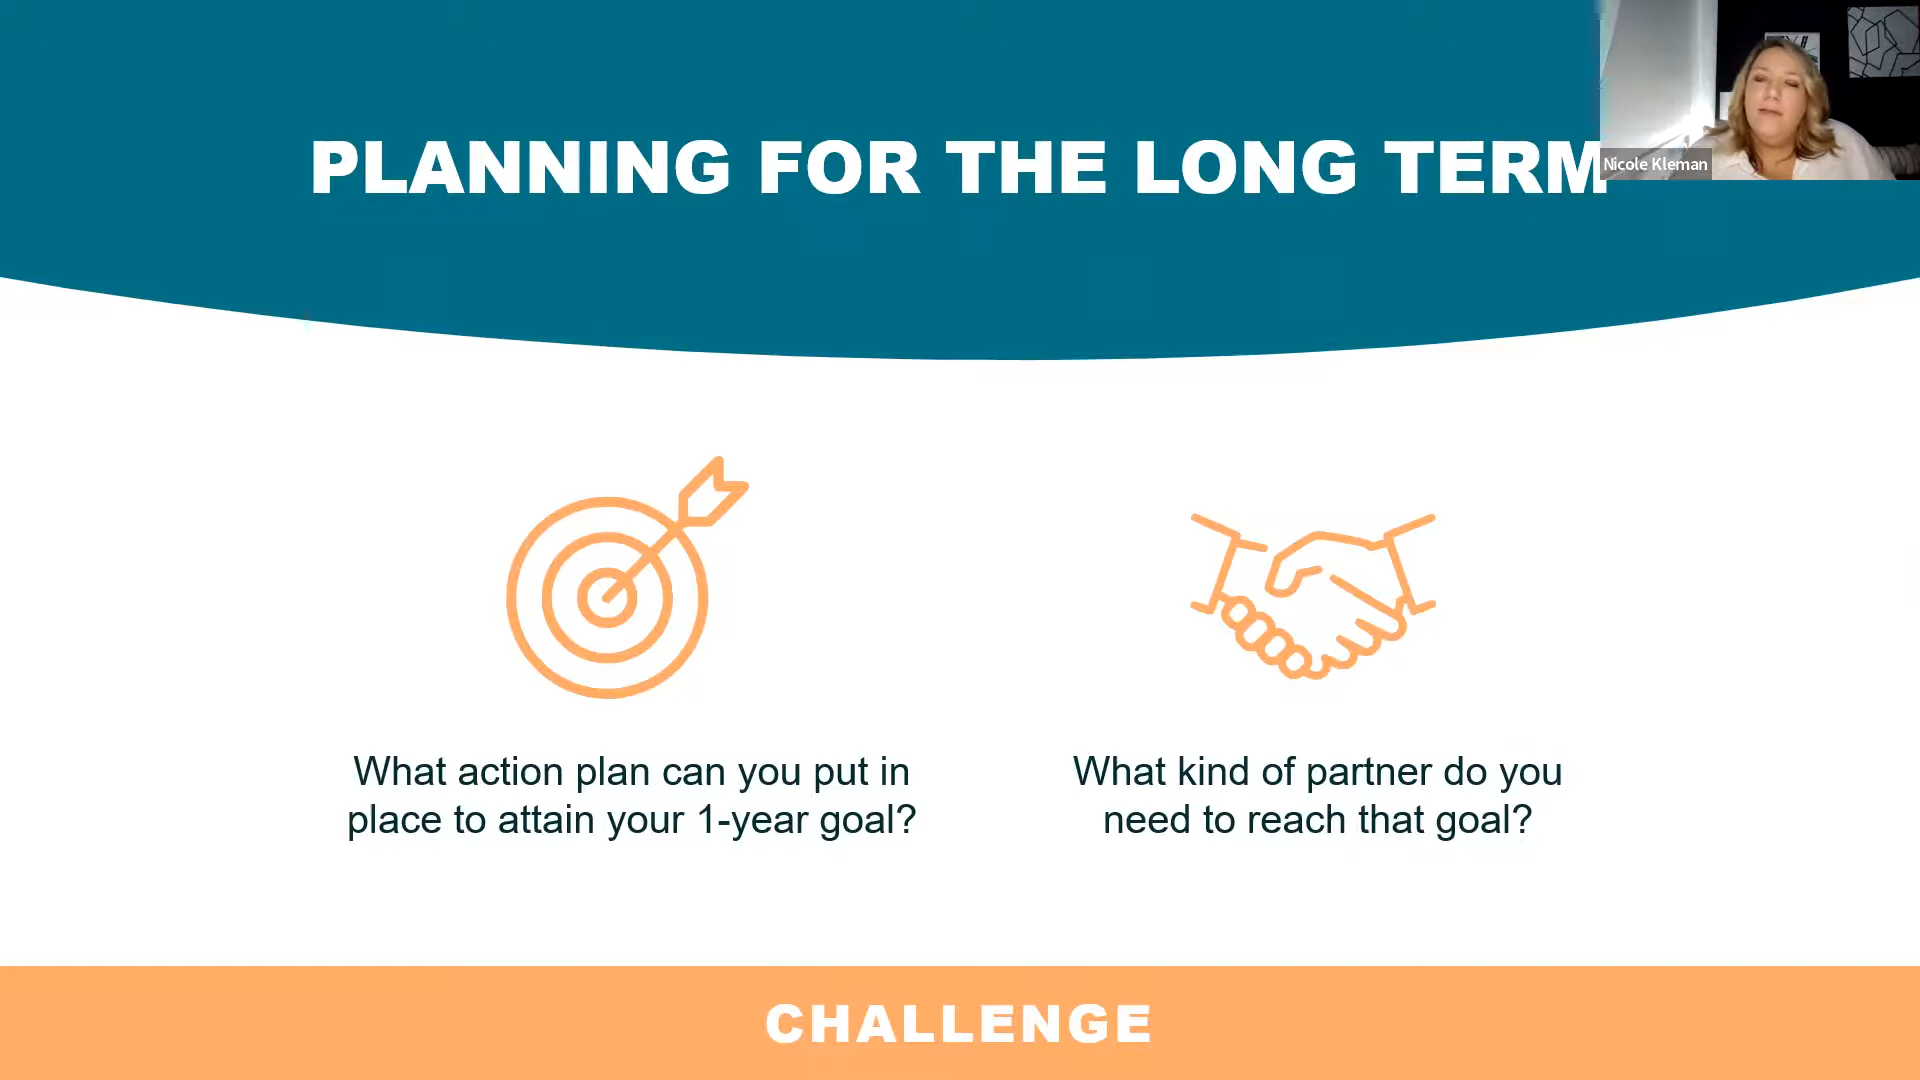 PLANNING FOR THE LONG TERM
Nicole Kleman
What action plan can you put in
place to attain your 1-year goal?
What kind of partner do you
need to reach that goal?
CHALLENGE